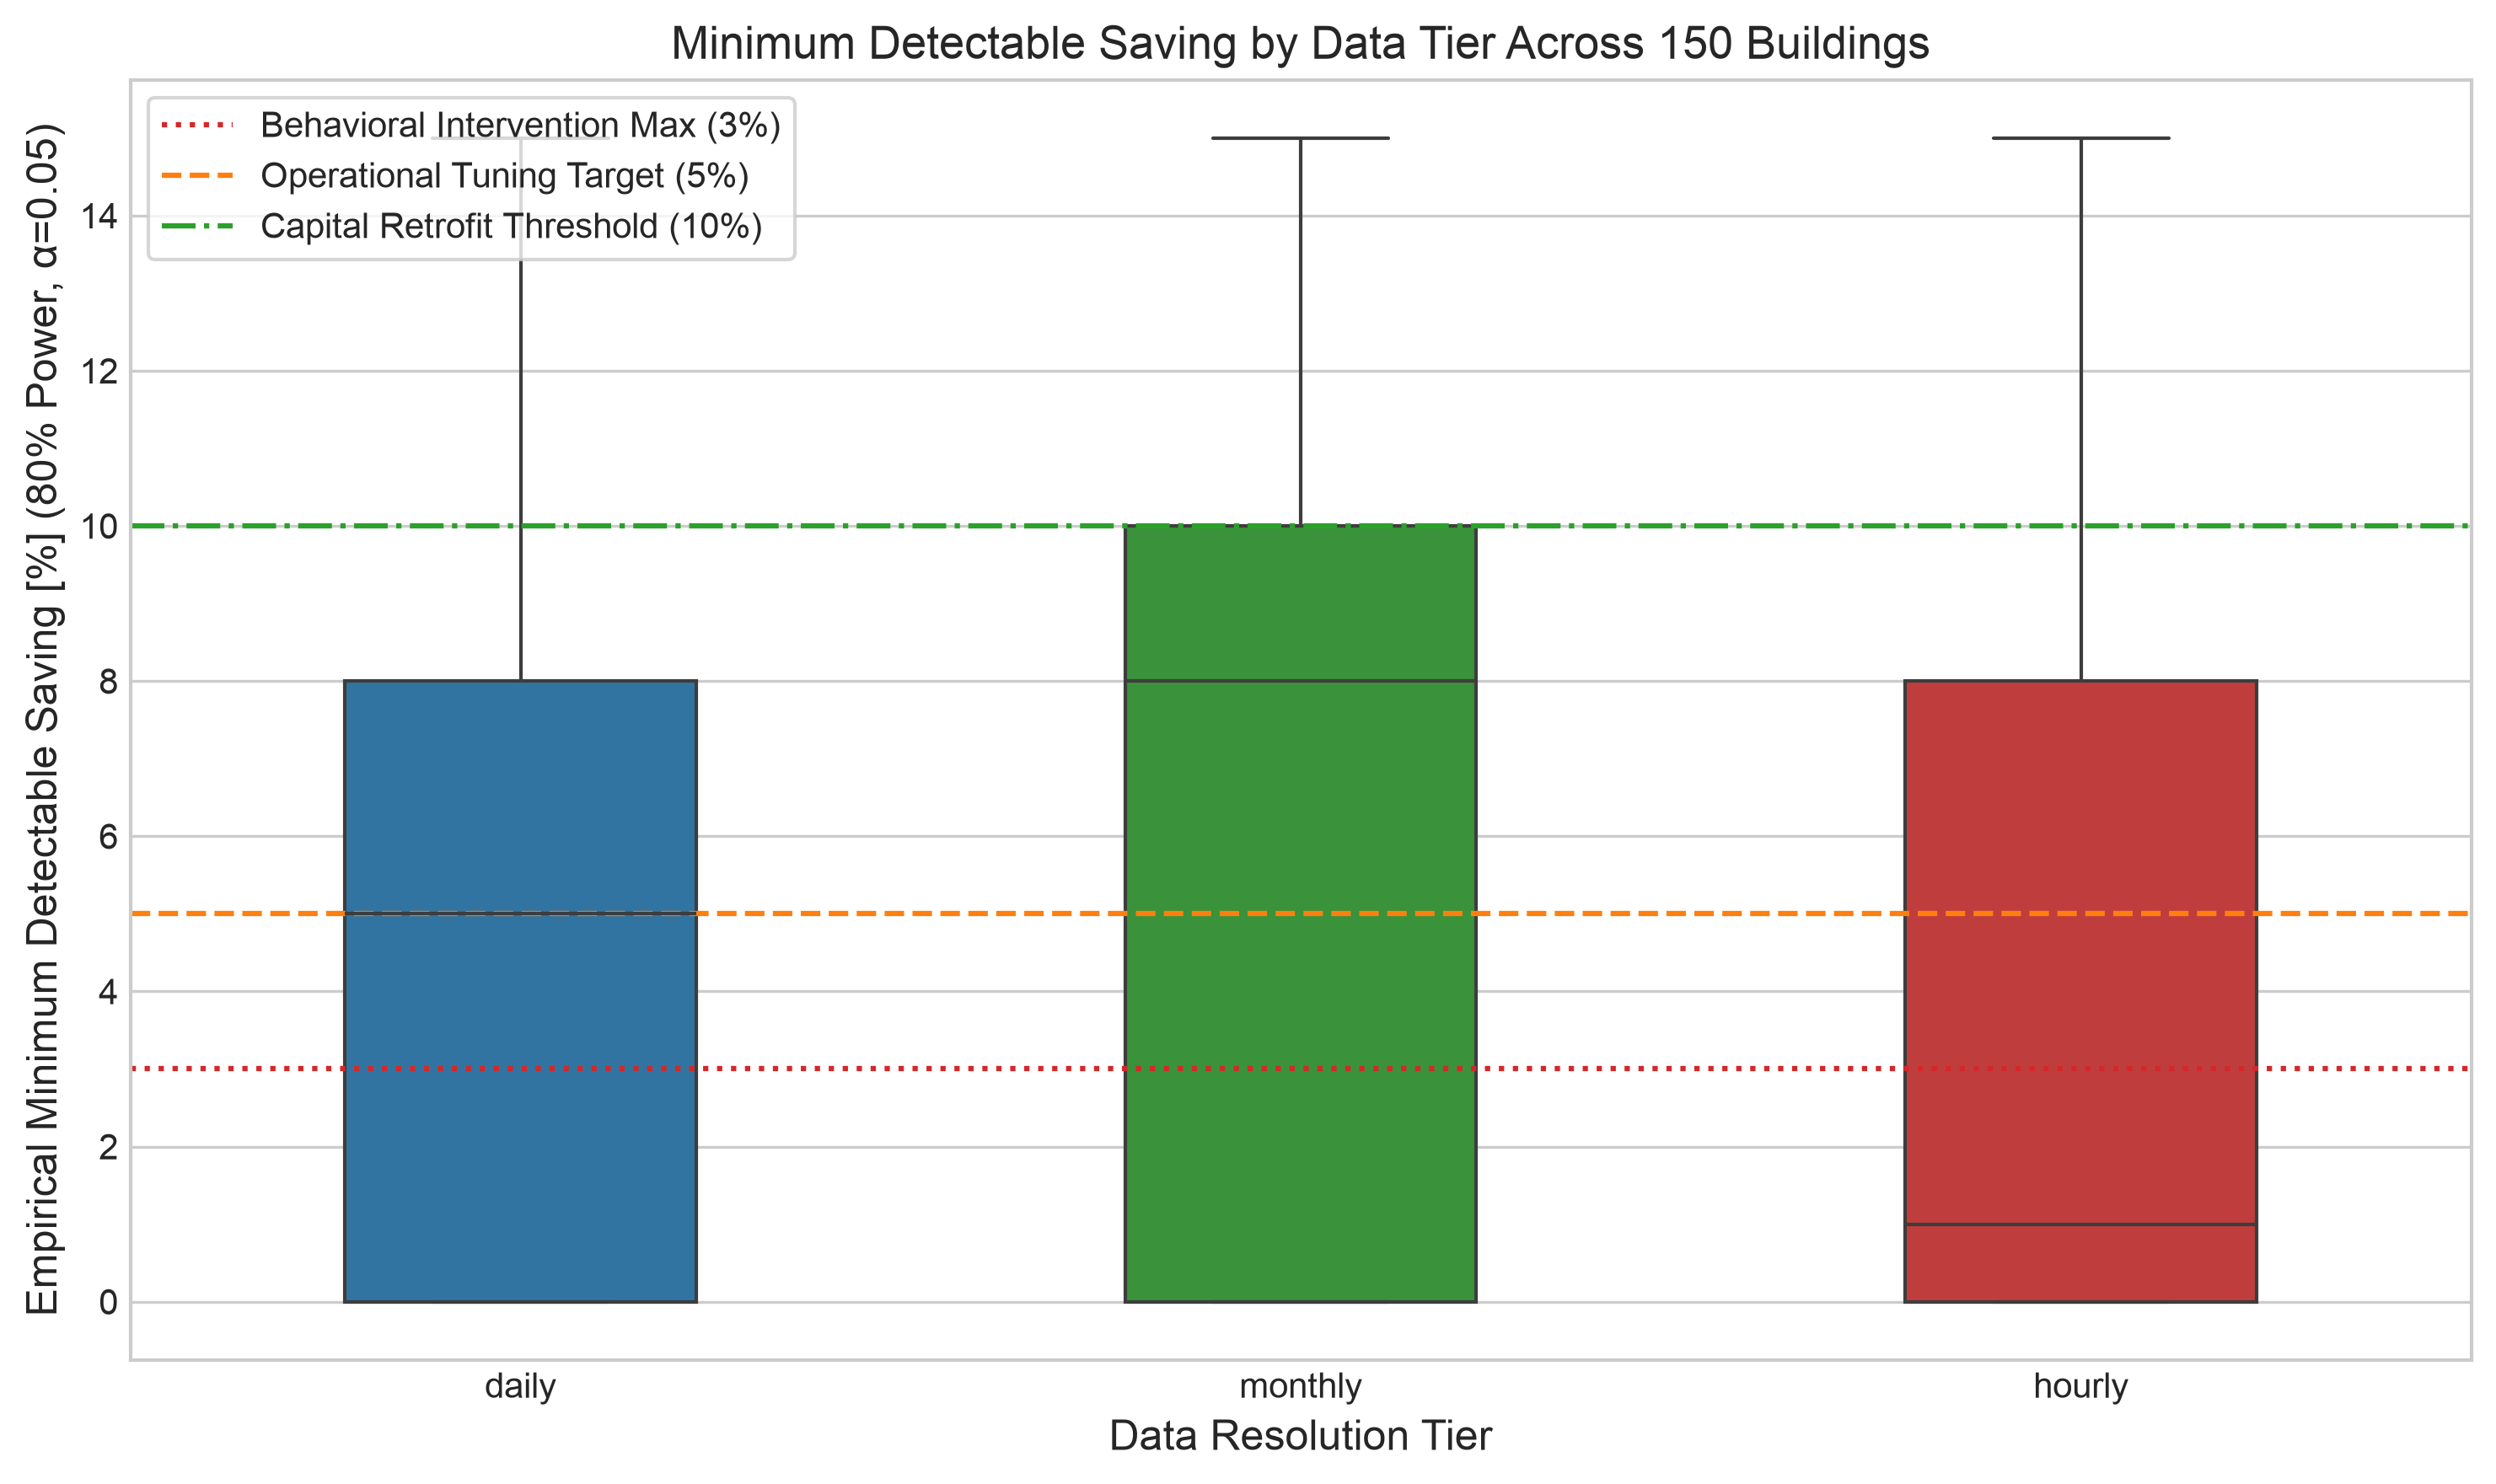 Minimum Detectable Saving by Data Tier Across 150 Buildings
Empirical Minimum Detectable Saving [%] (80% Power, α=0.05)
Behavioral Intervention Max (3%)
Operational Tuning Target (5%)
Capital Retrofit Threshold (10%)
14
12
10
8
6
4
2
0
daily
monthly
hourly
Data Resolution Tier